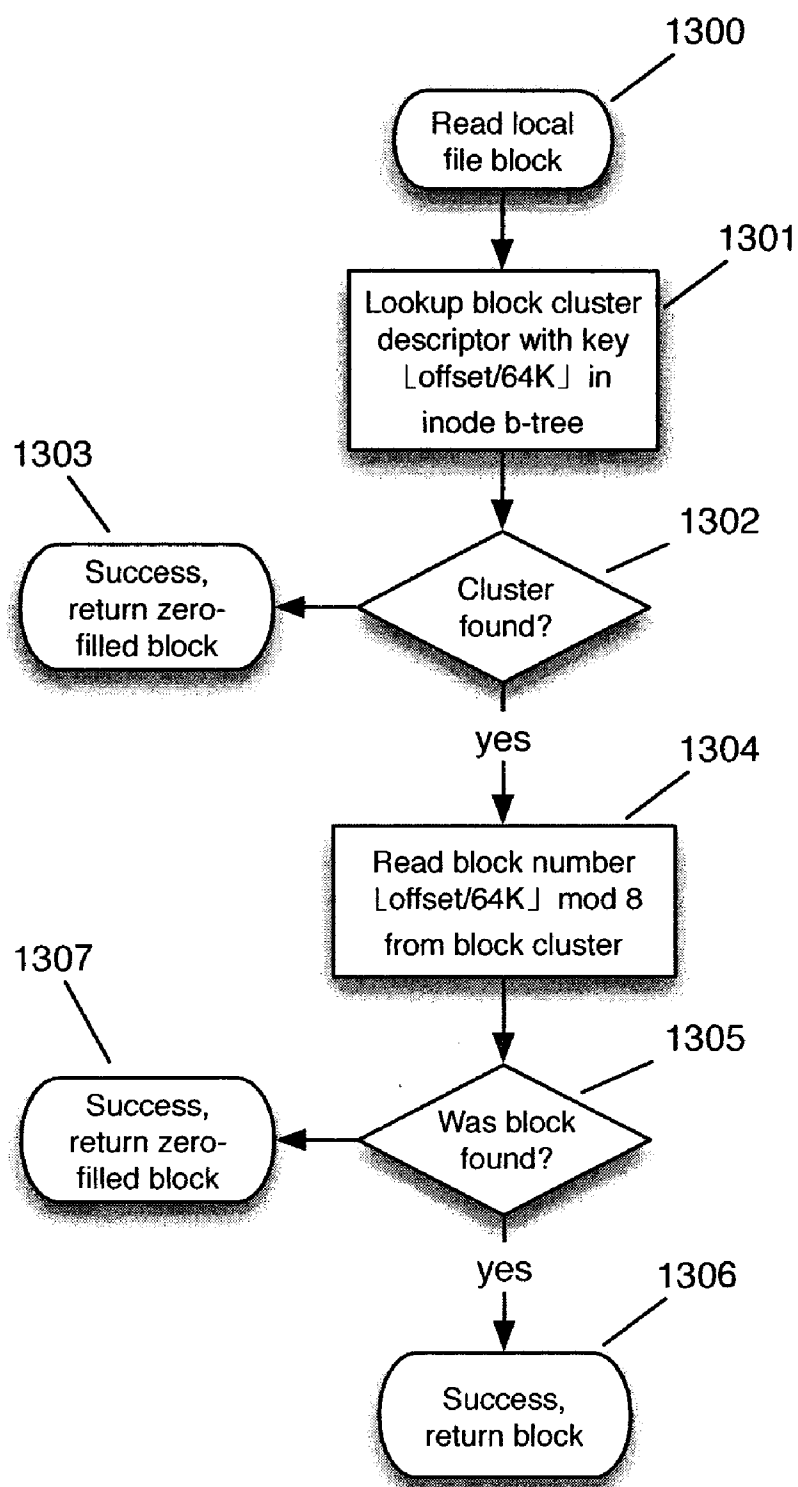 1300
Read local
file block
1301
Lookup block cluster
descriptor with key
⌊offset/64K⌋ in
inode b-tree
1303
1302
Success,
return zero-
filled block
Cluster
found?
yes
1304
Read block number
⌊offset/64K⌋ mod 8
from block cluster
1307
1305
Success,
return zero-
filled block
Was block
found?
yes
1306
Success,
return block